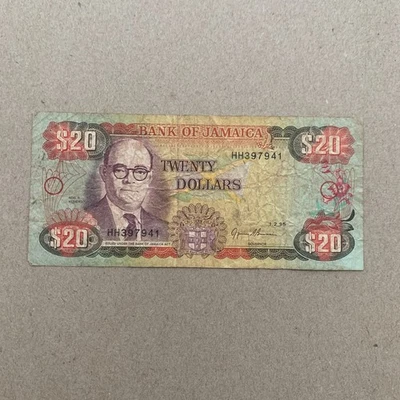 $20 BANK OF JAMAICA $20
HH397941
TWENTY
DOLLARS
HH397941
$20 $20